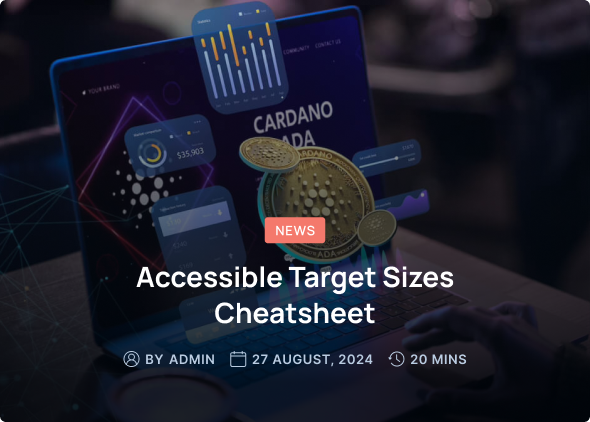 YOUR BRAND
COMMUNITY CONTACT US
CARDANO
ADA
$35,903
CARDANO
ADA
NEWS
Accessible Target Sizes
Cheatsheet
BY ADMIN 27 AUGUST, 2024 20 MINS